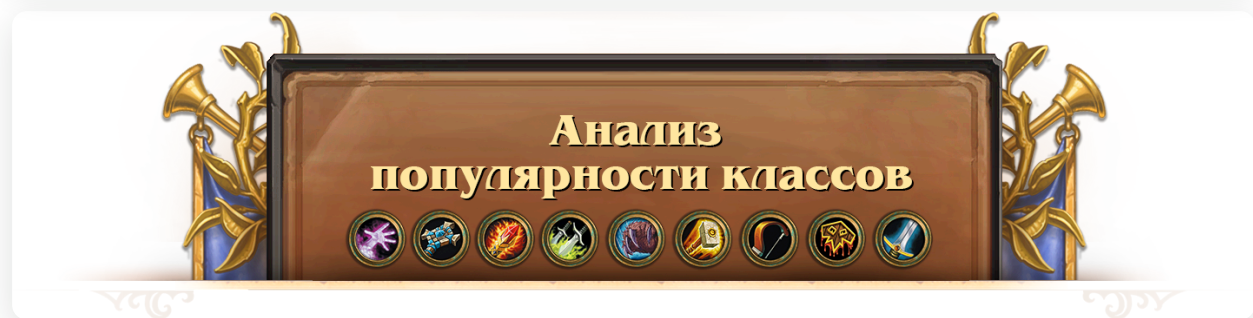 Анализ
популярности классов